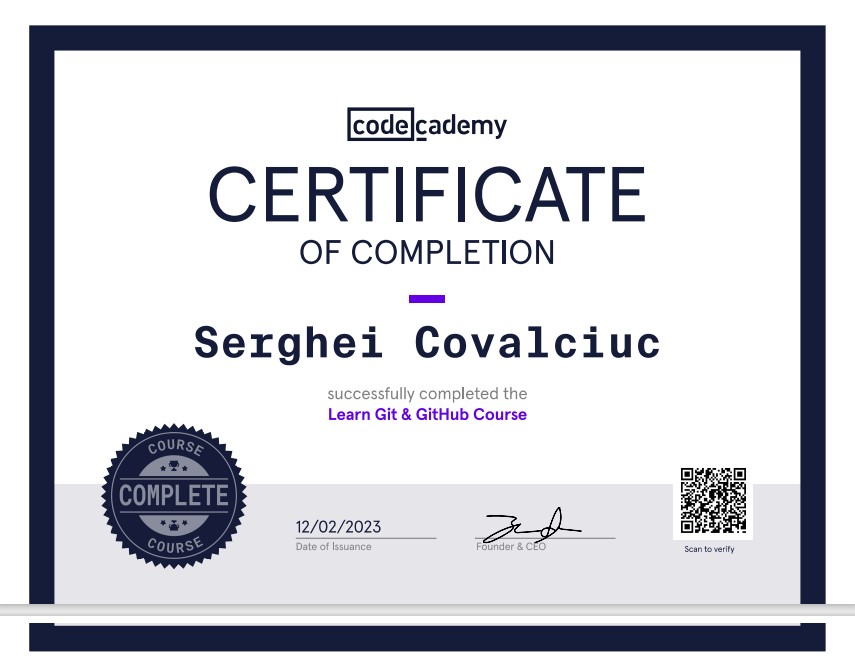 codecademy
CERTIFICATE
OF COMPLETION
Serghei Covalciuc
successfully completed the
Learn Git & GitHub Course
COURSE
COMPLETE
COURSE
12/02/2023
Date of Issuance
Founder & CEO
Scan to verify